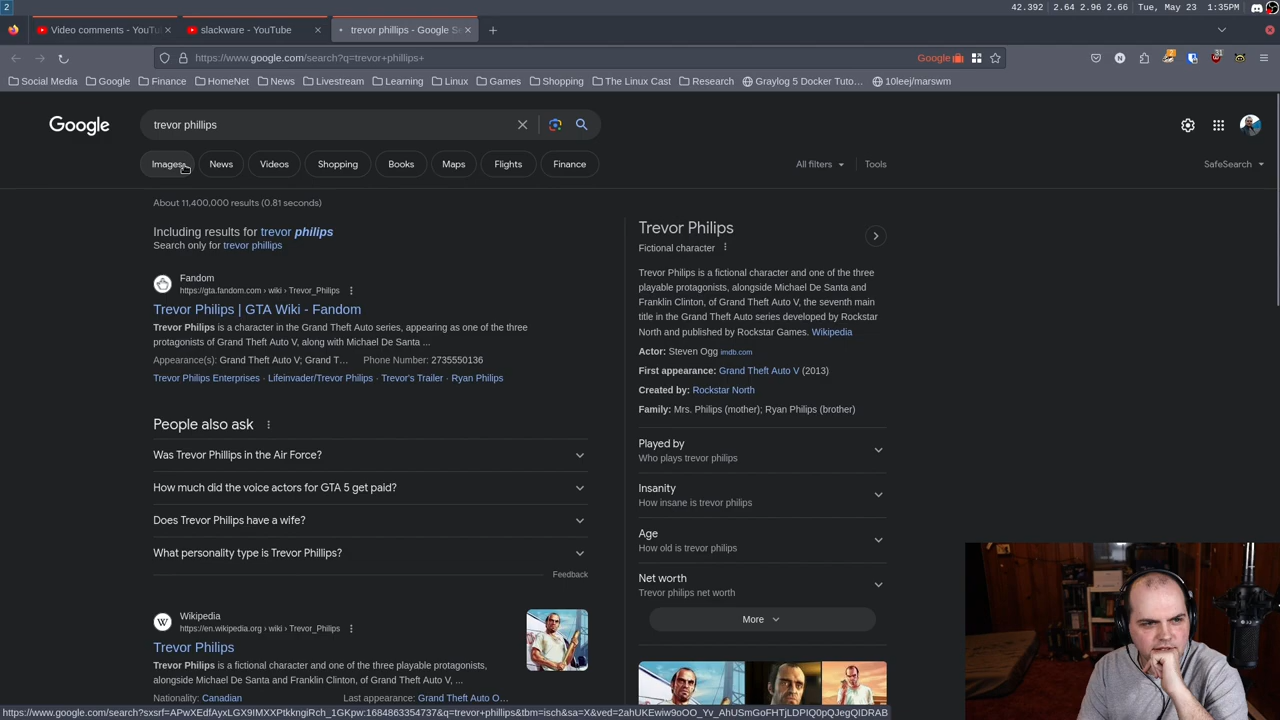 2
42.392 | 2.64 2.96 2.66 | Tue, May 23 | 1:35PM
Video comments - YouTu
slackware - YouTube
trevor phillips - Google Se
https://www.google.com/search?q=trevor+phillips+
Google
31
Social Media
Google
Finance
HomeNet
News
Livestream
Learning
Linux
Games
Shopping
The Linux Cast
Research
Graylog 5 Docker Tuto...
10leej/marswm
Google
trevor phillips
Images
News
Videos
Shopping
Books
Maps
Flights
Finance
All filters
Tools
SafeSearch
About 11,400,000 results (0.81 seconds)
Including results for trevor philips
Search only for trevor phillips
Fandom
https://gta.fandom.com › wiki › Trevor_Philips
Trevor Philips | GTA Wiki - Fandom
Trevor Philips is a character in the Grand Theft Auto series, appearing as one of the three
protagonists of Grand Theft Auto V, along with Michael De Santa ...
Appearance(s): Grand Theft Auto V; Grand T... Phone Number: 2735550136
Trevor Philips Enterprises · Lifeinvader/Trevor Philips · Trevor's Trailer · Ryan Philips
People also ask
Was Trevor Phillips in the Air Force?
How much did the voice actors for GTA 5 get paid?
Does Trevor Philips have a wife?
What personality type is Trevor Phillips?
Feedback
W
Wikipedia
https://en.wikipedia.org › wiki › Trevor_Philips
Trevor Philips
Trevor Philips is a fictional character and one of the three playable protagonists,
alongside Michael De Santa and Franklin Clinton, of Grand Theft Auto V, ...
Nationality: Canadian Last appearance: Grand Theft Auto O...
Trevor Philips
Fictional character
Trevor Philips is a fictional character and one of the three
playable protagonists, alongside Michael De Santa and
Franklin Clinton, of Grand Theft Auto V, the seventh main
title in the Grand Theft Auto series developed by Rockstar
North and published by Rockstar Games. Wikipedia
Actor: Steven Ogg imdb.com
First appearance: Grand Theft Auto V (2013)
Created by: Rockstar North
Family: Mrs. Philips (mother); Ryan Philips (brother)
Played by
Who plays trevor philips
Insanity
How insane is trevor philips
Age
How old is trevor philips
Net worth
Trevor philips net worth
More